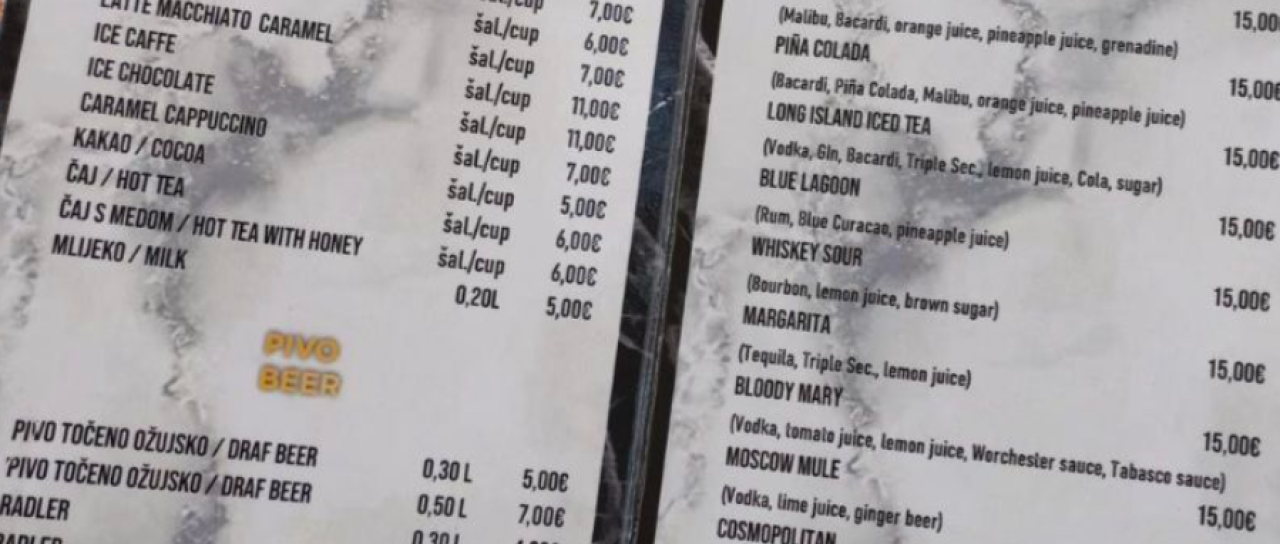 cup 7,00€
šal./cup 6,00€
LATTE MACCHIATO CARAMEL šal./cup 7,00€
ICE CAFFE šal./cup 11,00€
ICE CHOCOLATE šal./cup 11,00€
CARAMEL CAPPUCCINO šal./cup 7,00€
KAKAO / COCOA šal./cup 5,00€
ČAJ / HOT TEA šal./cup 6,00€
ČAJ S MEDOM / HOT TEA WITH HONEY šal./cup 6,00€
MLIJEKO / MILK 0,20L 5,00€
PIVO
BEER
PIVO TOČENO OŽUJSKO / DRAF BEER 0,30 L 5,00€
'PIVO TOČENO OŽUJSKO / DRAF BEER 0,50 L 7,00€
RADLER 0,30 L
RADLER
15,00
(Malibu, Bacardi, orange juice, pineapple juice, grenadine)
PIÑA COLADA 15,00€
(Bacardi, Piña Colada, Malibu, orange juice, pineapple juice)
LONG ISLAND ICED TEA 15,00€
(Vodka, Gin, Bacardi, Triple Sec., lemon juice, Cola, sugar)
BLUE LAGOON 15,00€
(Rum, Blue Curacao, pineapple juice)
WHISKEY SOUR 15,00€
(Bourbon, lemon juice, brown sugar)
MARGARITA 15,00€
(Tequila, Triple Sec., lemon juice)
BLOODY MARY 15,00€
(Vodka, tomato juice, lemon juice, Worchester sauce, Tabasco sauce)
MOSCOW MULE 15,00€
(Vodka, lime juice, ginger beer)
COSMOPOLITAN